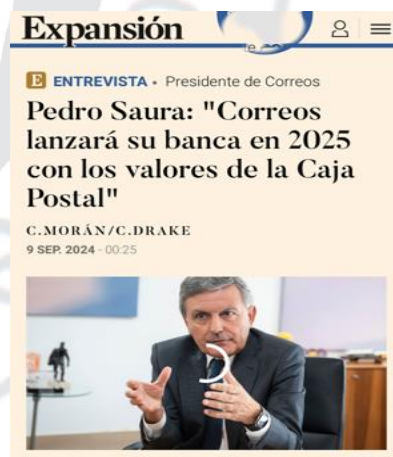 Expansión
E ENTREVISTA • Presidente de Correos
Pedro Saura: "Correos
lanzará su banca en 2025
con los valores de la Caja
Postal"
C.MORÁN/C.DRAKE
9 SEP. 2024 - 00:25